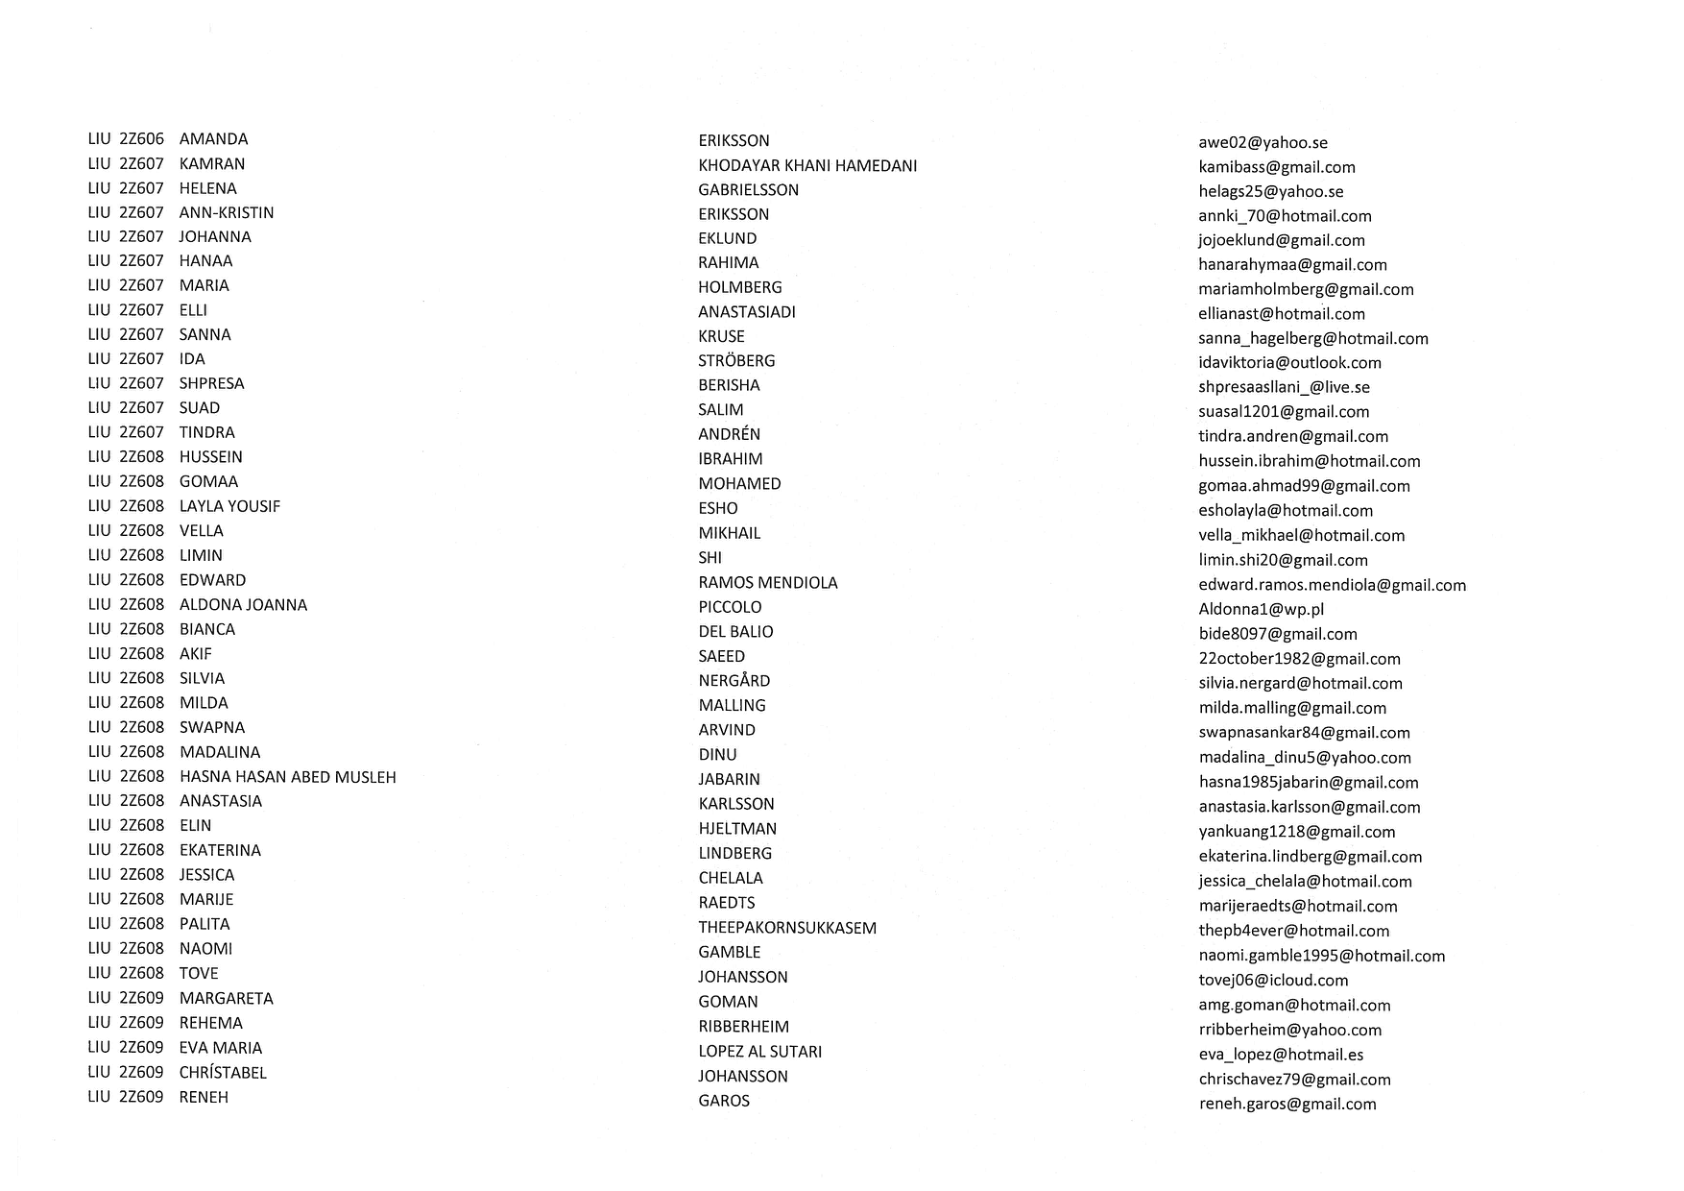 LIU 2Z606 AMANDA ERIKSSON awe02@yahoo.se
LIU 2Z607 KAMRAN KHODAYAR KHANI HAMEDANI kamibass@gmail.com
LIU 2Z607 HELENA GABRIELSSON helags25@yahoo.se
LIU 2Z607 ANN-KRISTIN ERIKSSON annki_70@hotmail.com
LIU 2Z607 JOHANNA EKLUND jojoeklund@gmail.com
LIU 2Z607 HANAA RAHIMA hanarahymaa@gmail.com
LIU 2Z607 MARIA HOLMBERG mariamholmberg@gmail.com
LIU 2Z607 ELLI ANASTASIADI ellianast@hotmail.com
LIU 2Z607 SANNA KRUSE sanna_hagelberg@hotmail.com
LIU 2Z607 IDA STRÖBERG idaviktoria@outlook.com
LIU 2Z607 SHPRESA BERISHA shpresaasllani_@live.se
LIU 2Z607 SUAD SALIM suasal1201@gmail.com
LIU 2Z607 TINDRA ANDRÉN tindra.andren@gmail.com
LIU 2Z608 HUSSEIN IBRAHIM hussein.ibrahim@hotmail.com
LIU 2Z608 GOMAA MOHAMED gomaa.ahmad99@gmail.com
LIU 2Z608 LAYLA YOUSIF ESHO esholayla@hotmail.com
LIU 2Z608 VELLA MIKHAIL vella_mikhael@hotmail.com
LIU 2Z608 LIMIN SHI limin.shi20@gmail.com
LIU 2Z608 EDWARD RAMOS MENDIOLA edward.ramos.mendiola@gmail.com
LIU 2Z608 ALDONA JOANNA PICCOLO Aldonna1@wp.pl
LIU 2Z608 BIANCA DEL BALIO bide8097@gmail.com
LIU 2Z608 AKIF SAEED 22october1982@gmail.com
LIU 2Z608 SILVIA NERGÅRD silvia.nergard@hotmail.com
LIU 2Z608 MILDA MALLING milda.malling@gmail.com
LIU 2Z608 SWAPNA ARVIND swapnasankar84@gmail.com
LIU 2Z608 MADALINA DINU madalina_dinu5@yahoo.com
LIU 2Z608 HASNA HASAN ABED MUSLEH JABARIN hasna1985jabarin@gmail.com
LIU 2Z608 ANASTASIA KARLSSON anastasia.karlsson@gmail.com
LIU 2Z608 ELIN HJELTMAN yankuang1218@gmail.com
LIU 2Z608 EKATERINA LINDBERG ekaterina.lindberg@gmail.com
LIU 2Z608 JESSICA CHELALA jessica_chelala@hotmail.com
LIU 2Z608 MARIJE RAEDTS marijeraedts@hotmail.com
LIU 2Z608 PALITA THEEPAKORNSUKKASEM thepb4ever@hotmail.com
LIU 2Z608 NAOMI GAMBLE naomi.gamble1995@hotmail.com
LIU 2Z608 TOVE JOHANSSON tovej06@icloud.com
LIU 2Z609 MARGARETA GOMAN amg.goman@hotmail.com
LIU 2Z609 REHEMA RIBBERHEIM rribberheim@yahoo.com
LIU 2Z609 EVA MARIA LOPEZ AL SUTARI eva_lopez@hotmail.es
LIU 2Z609 CHRÍSTABEL JOHANSSON chrischavez79@gmail.com
LIU 2Z609 RENEH GAROS reneh.garos@gmail.com